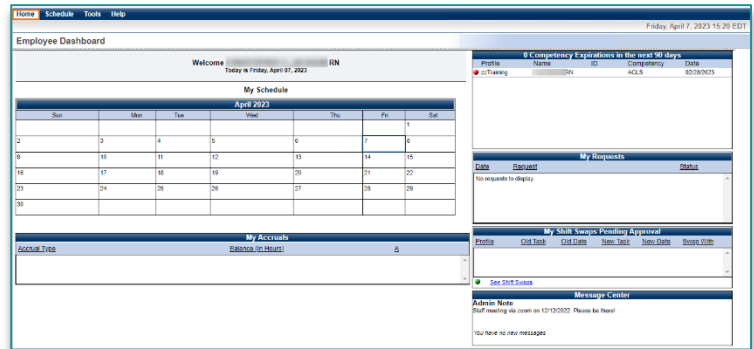 Home Schedule Tools Help
Friday, April 7, 2023 15:20 EDT
Employee Dashboard
Welcome RN
Today is Friday, April 07, 2023
My Schedule
April 2023
Sun Mon Tue Wed Thu Fri Sat
1
2 3 4 5 6 7 8
9 10 11 12 13 14 15
16 17 18 19 20 21 22
23 24 25 26 27 28 29
30
My Accruals
Accrual Type Balance (In Hours) A
0 Competency Expirations in the next 90 days
Profile Name ID Competency Date
zzTraining RN ACLS 02/28/2023
My Requests
Date Request Status
No requests to display.
My Shift Swaps Pending Approval
Profile Old Task Old Date New Task New Date Swap With
See Shift Swaps
Message Center
Admin Note
Staff meeting via zoom on 12/12/2022. Please be there!
You have no new messages